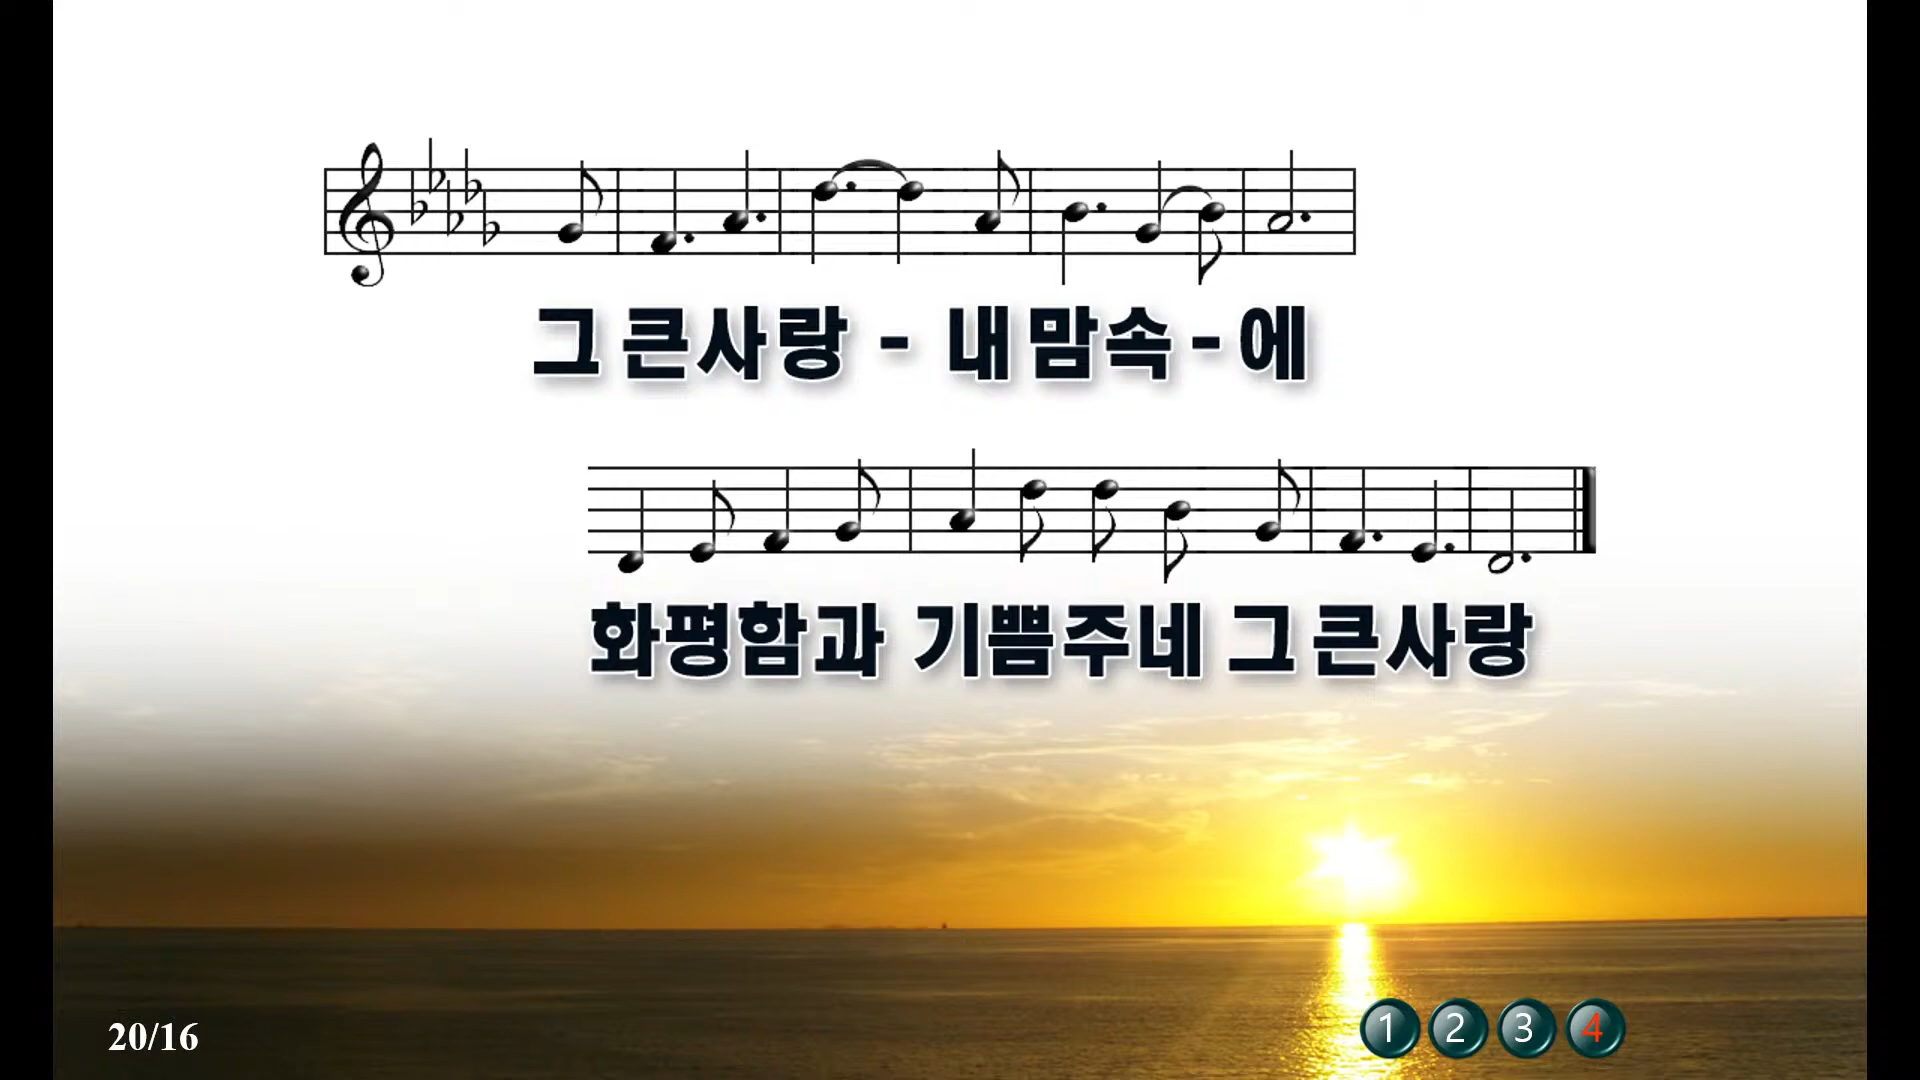 그 큰사랑 - 내맘속-에
화평함과 기쁨주네 그 큰사랑
20/16
1 2 3 4